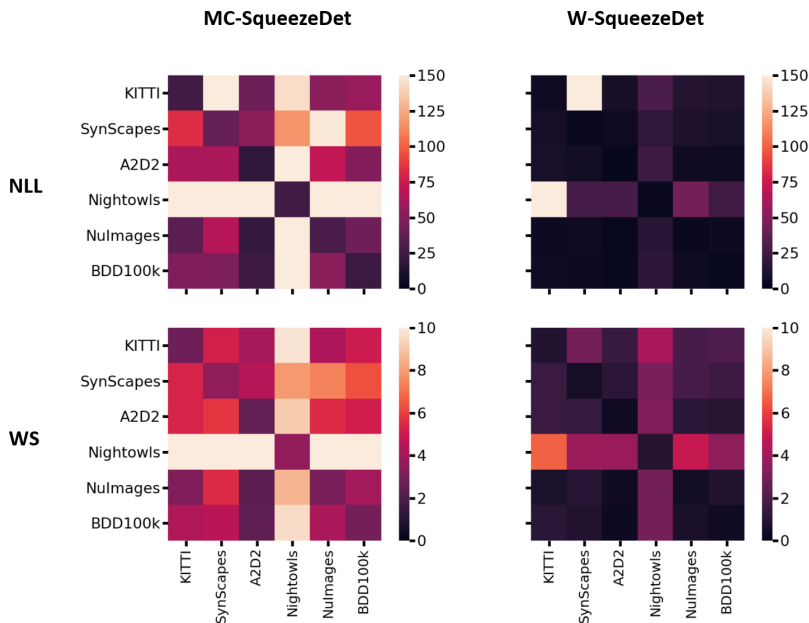 MC-SqueezeDet W-SqueezeDet
NLL
KITTI
SynScapes
A2D2
Nightowls
NuImages
BDD100k
150
125
100
75
50
25
0
150
125
100
75
50
25
0
WS
KITTI
SynScapes
A2D2
Nightowls
NuImages
BDD100k
10
8
6
4
2
0
10
8
6
4
2
0
KITTI
SynScapes
A2D2
Nightowls
NuImages
BDD100k
KITTI
SynScapes
A2D2
Nightowls
NuImages
BDD100k